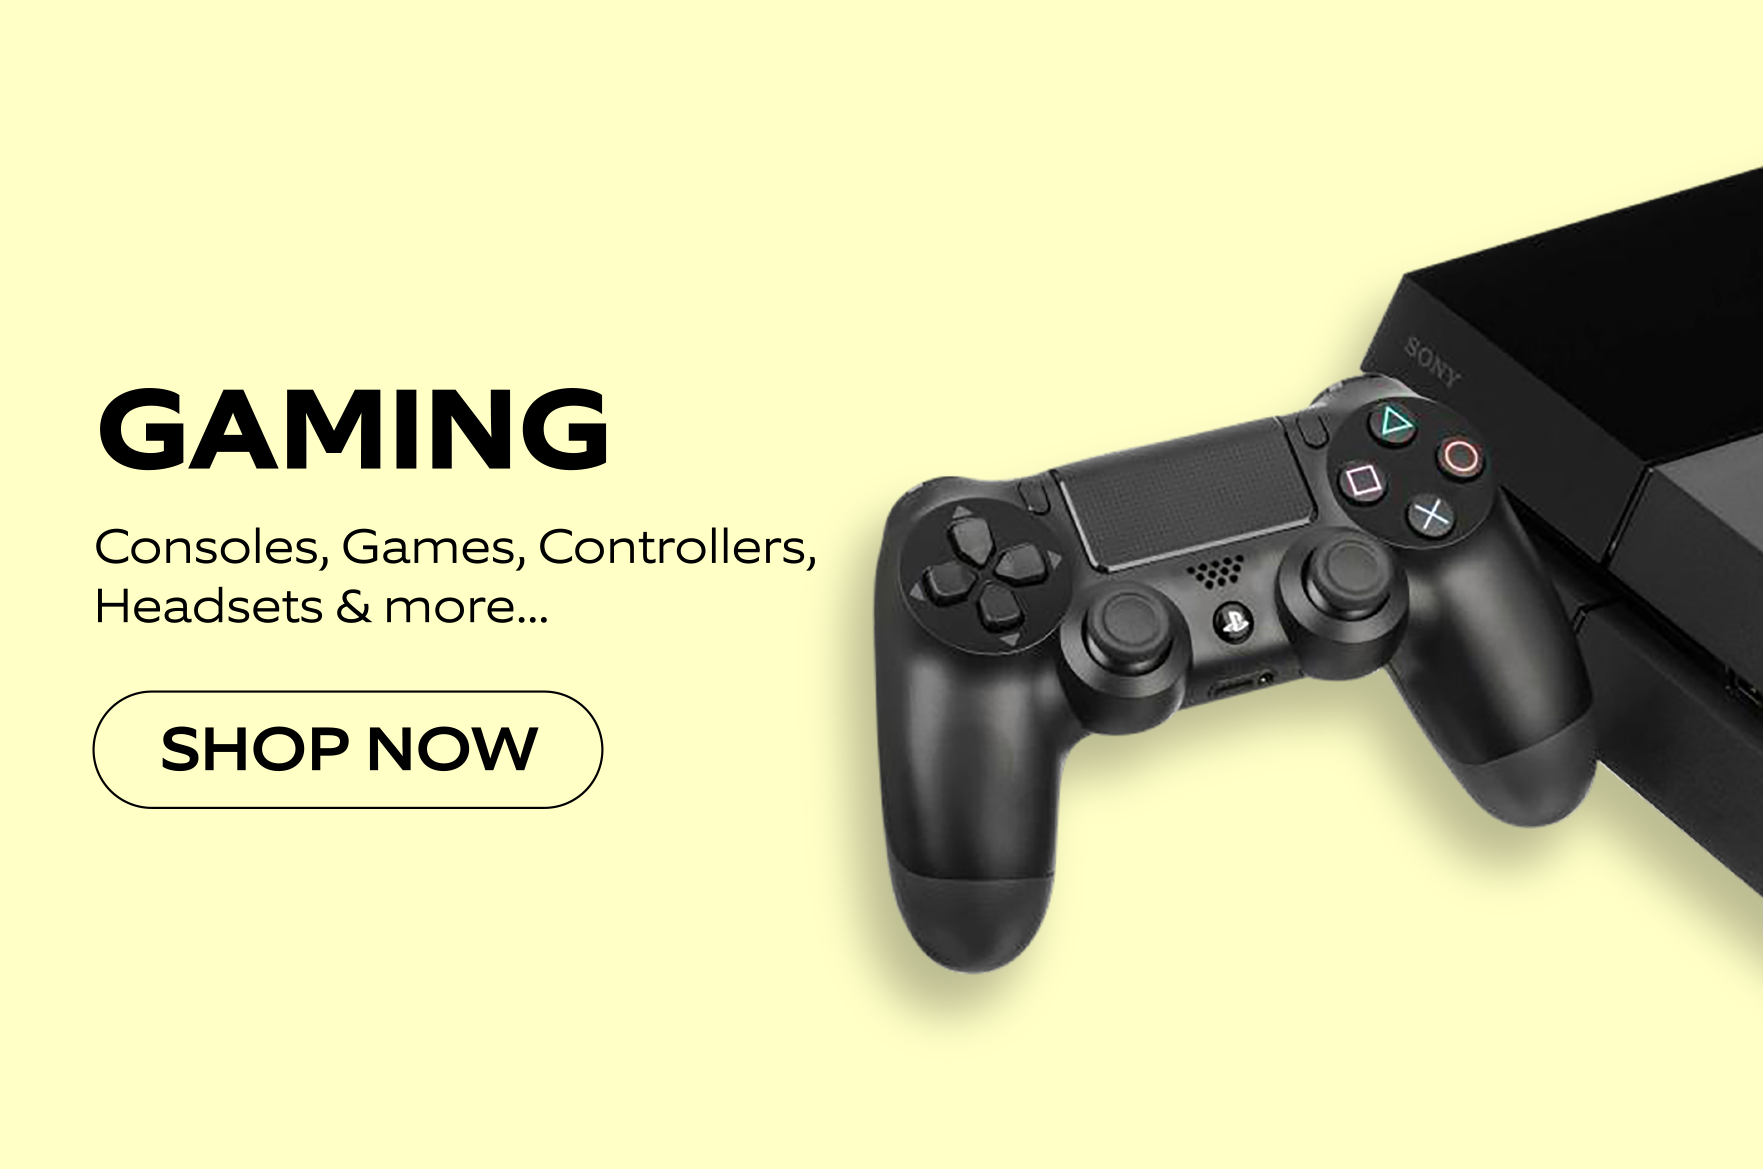 GAMING
Consoles, Games, Controllers,
Headsets & more...
SHOP NOW
SONY